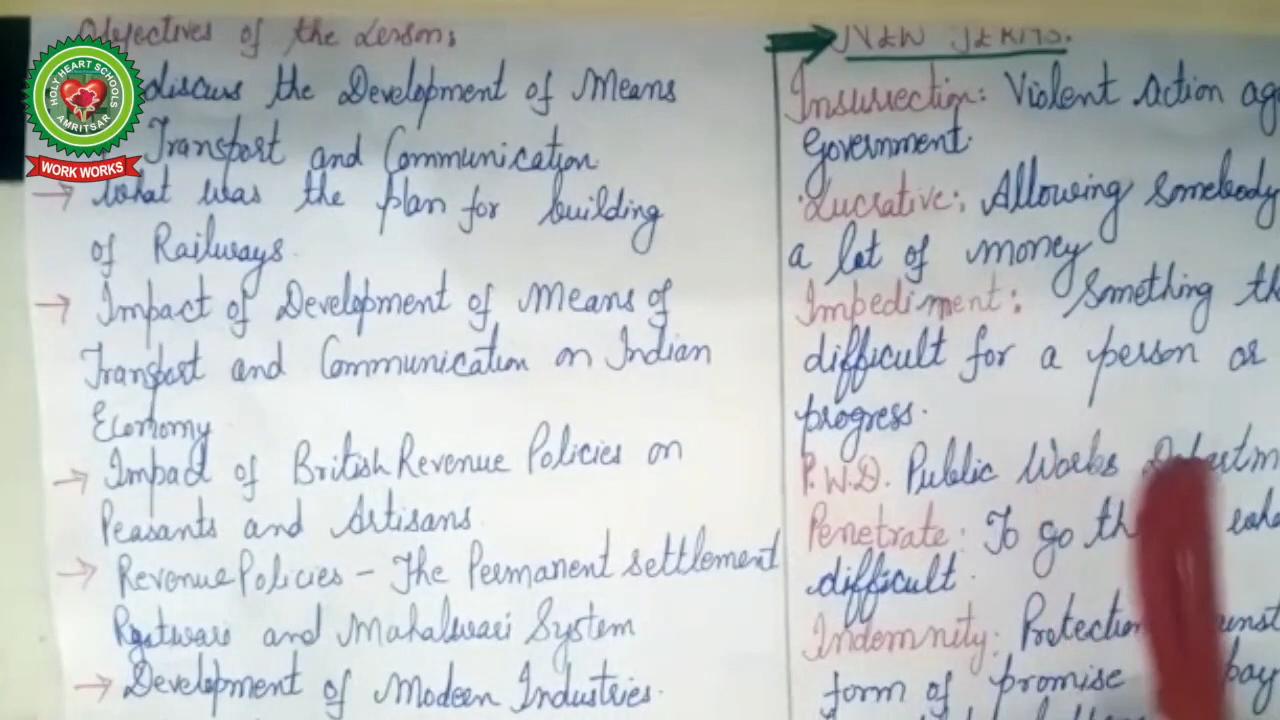 Objectives of the Lesson:
discuss the Development of Means
Transport and Communication
→ What was the plan for building
of Railways.
→ Impact of Development of Means of
Transport and Communication on Indian
Economy
→ Impact of British Revenue Policies on
Peasants and Artisans
→ Revenue Policies - The Permanent settlement
and Mahalwari System
→ Development of Modern Industries.
NEW TERMS.
Insurrection: Violent Action
Government.
Lucrative: Allowing Somebody
a lot of money
Impediment: Something
difficult for a person or
progress.
P.W.D. Public Works
Penetrate: To go
difficult.
Indemnity: Protection
form of promise pay
HOLY HEART SCHOOLS
AMRITSAR
WORK WORKS